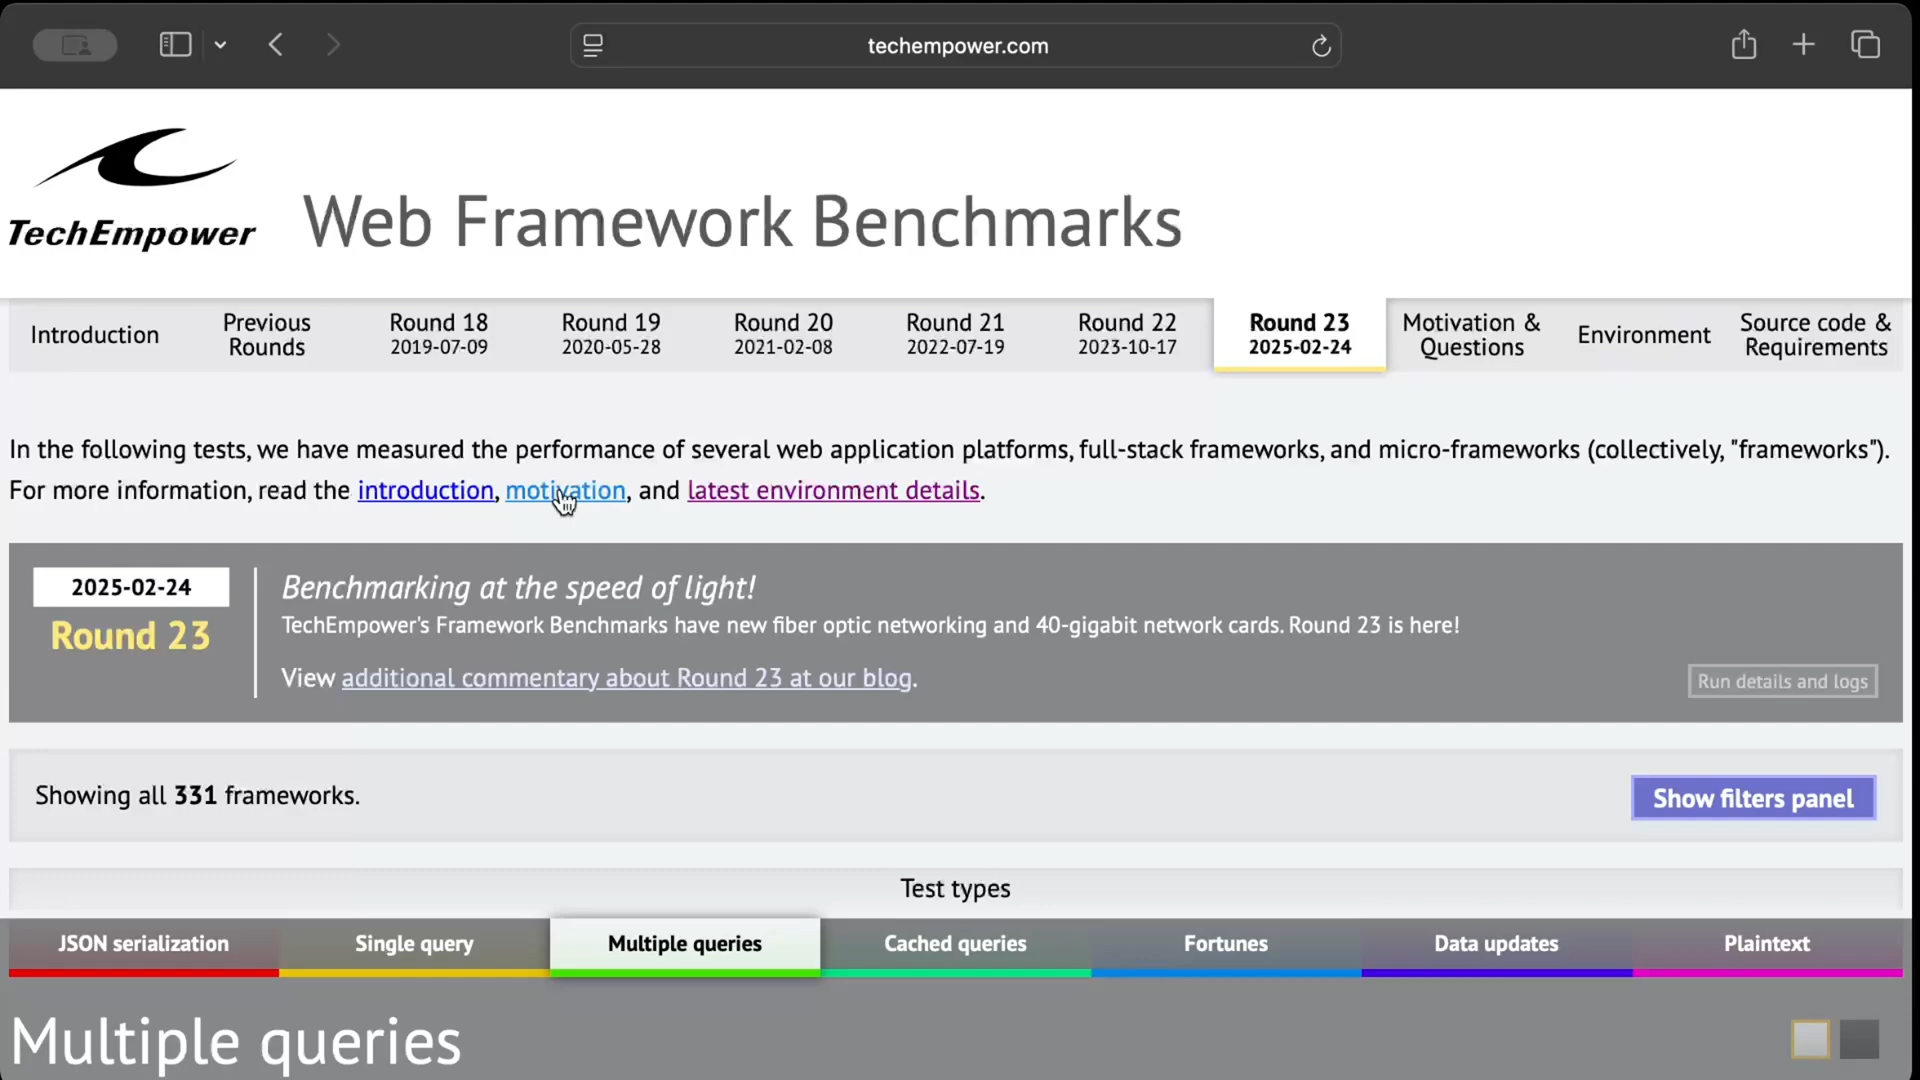 techempower.com
TechEmpower
Web Framework Benchmarks
Introduction
Previous
Rounds
Round 18
2019-07-09
Round 19
2020-05-28
Round 20
2021-02-08
Round 21
2022-07-19
Round 22
2023-10-17
Round 23
2025-02-24
Motivation &
Questions
Environment
Source code &
Requirements
In the following tests, we have measured the performance of several web application platforms, full-stack frameworks, and micro-frameworks (collectively, "frameworks").
For more information, read the introduction, motivation, and latest environment details.
2025-02-24
Round 23
Benchmarking at the speed of light!
TechEmpower's Framework Benchmarks have new fiber optic networking and 40-gigabit network cards. Round 23 is here!
View additional commentary about Round 23 at our blog.
Run details and logs
Showing all 331 frameworks.
Show filters panel
Test types
JSON serialization
Single query
Multiple queries
Cached queries
Fortunes
Data updates
Plaintext
Multiple queries